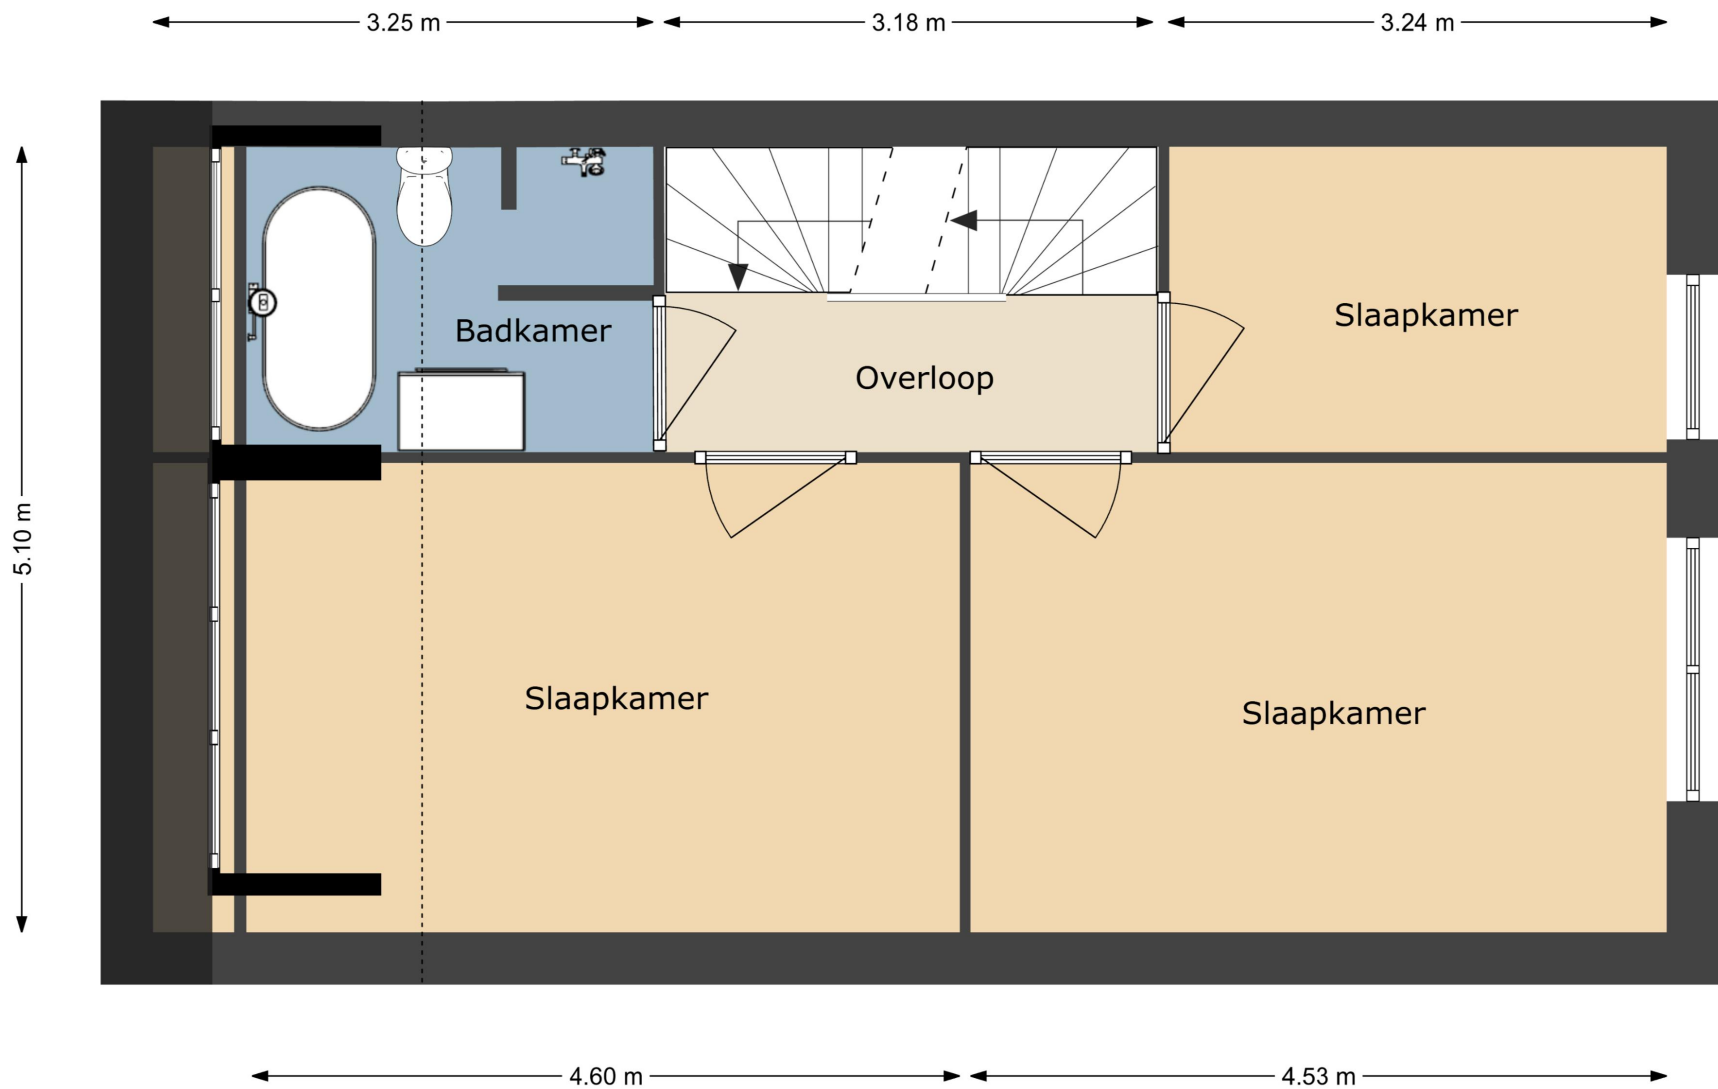 3.25 m
3.18 m
3.24 m
Slaapkamer
Badkamer
Overloop
5.10 m
Slaapkamer
Slaapkamer
4.60 m
4.53 m